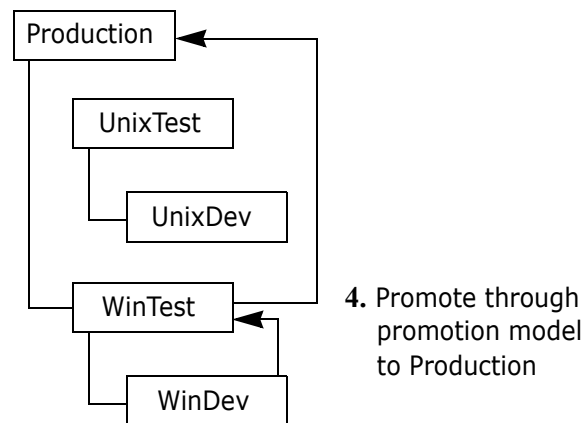 Production
UnixTest
UnixDev
WinTest
WinDev
4. Promote through
promotion model
to Production